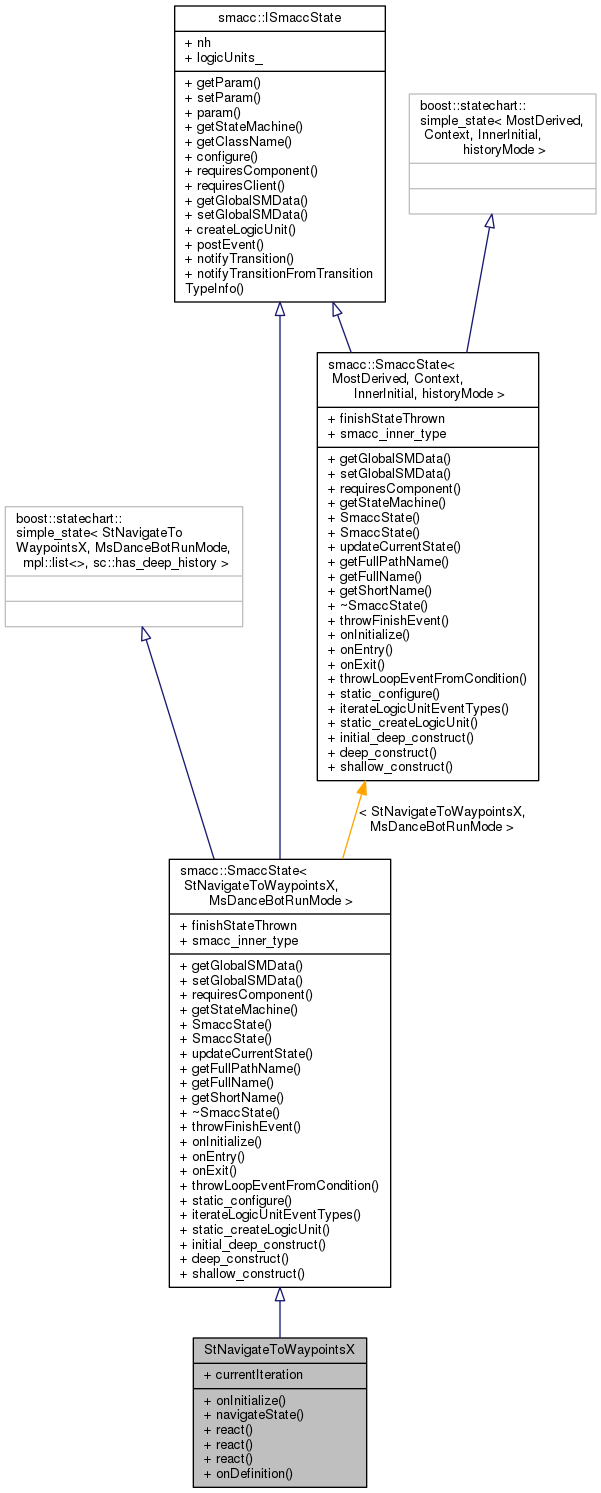 smacc::ISmaccState
+ nh
+ logicUnits_
+ getParam()
+ setParam()
+ param()
+ getStateMachine()
+ getClassName()
+ configure()
+ requiresComponent()
+ requiresClient()
+ getGlobalSMData()
+ setGlobalSMData()
+ createLogicUnit()
+ postEvent()
+ notifyTransition()
+ notifyTransitionFromTransition
TypeInfo()
boost::statechart::
simple_state< MostDerived,
Context, InnerInitial,
historyMode >
smacc::SmaccState<
MostDerived, Context,
InnerInitial, historyMode >
+ finishStateThrown
+ smacc_inner_type
+ getGlobalSMData()
+ setGlobalSMData()
+ requiresComponent()
+ getStateMachine()
+ SmaccState()
+ SmaccState()
+ updateCurrentState()
+ getFullPathName()
+ getFullName()
+ getShortName()
+ ~SmaccState()
+ throwFinishEvent()
+ onInitialize()
+ onEntry()
+ onExit()
+ throwLoopEventFromCondition()
+ static_configure()
+ iterateLogicUnitEventTypes()
+ static_createLogicUnit()
+ initial_deep_construct()
+ deep_construct()
+ shallow_construct()
boost::statechart::
simple_state< StNavigateTo
WaypointsX, MsDanceBotRunMode,
mpl::list<>, sc::has_deep_history >
< StNavigateToWaypointsX,
MsDanceBotRunMode >
smacc::SmaccState<
StNavigateToWaypointsX,
MsDanceBotRunMode >
+ finishStateThrown
+ smacc_inner_type
+ getGlobalSMData()
+ setGlobalSMData()
+ requiresComponent()
+ getStateMachine()
+ SmaccState()
+ SmaccState()
+ updateCurrentState()
+ getFullPathName()
+ getFullName()
+ getShortName()
+ ~SmaccState()
+ throwFinishEvent()
+ onInitialize()
+ onEntry()
+ onExit()
+ throwLoopEventFromCondition()
+ static_configure()
+ iterateLogicUnitEventTypes()
+ static_createLogicUnit()
+ initial_deep_construct()
+ deep_construct()
+ shallow_construct()
StNavigateToWaypointsX
+ currentIteration
+ onInitialize()
+ navigateState()
+ react()
+ react()
+ react()
+ onDefinition()